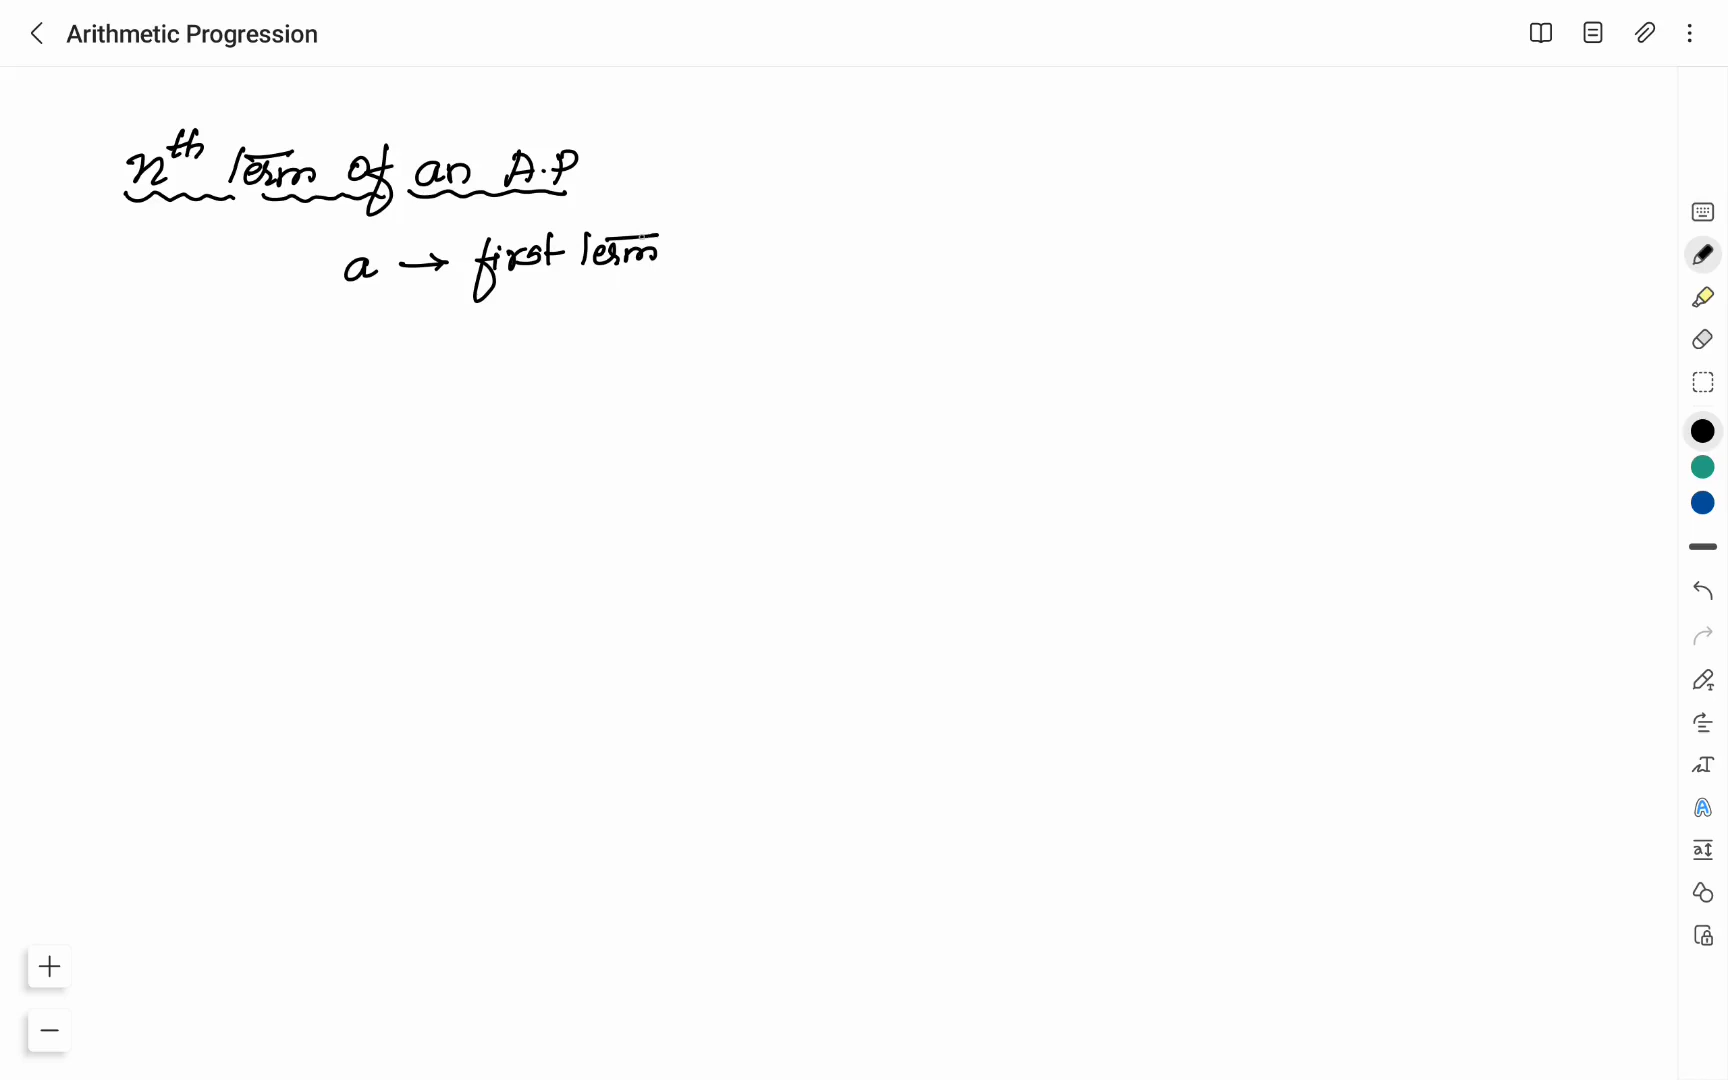 Arithmetic Progression
nth term of an A.P
a → first term